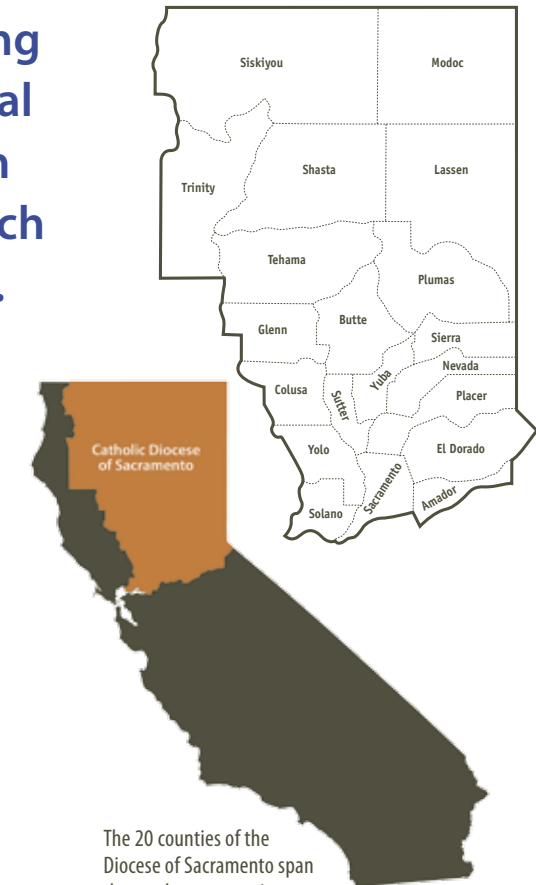 ng
al
ch
.
Siskiyou
Modoc
Trinity
Shasta
Lassen
Tehama
Plumas
Glenn
Butte
Sierra
Nevada
Colusa
Sutter
Yuba
Placer
Yolo
El Dorado
Sacramento
Amador
Solano
Catholic Diocese
of Sacramento
The 20 counties of the
Diocese of Sacramento span